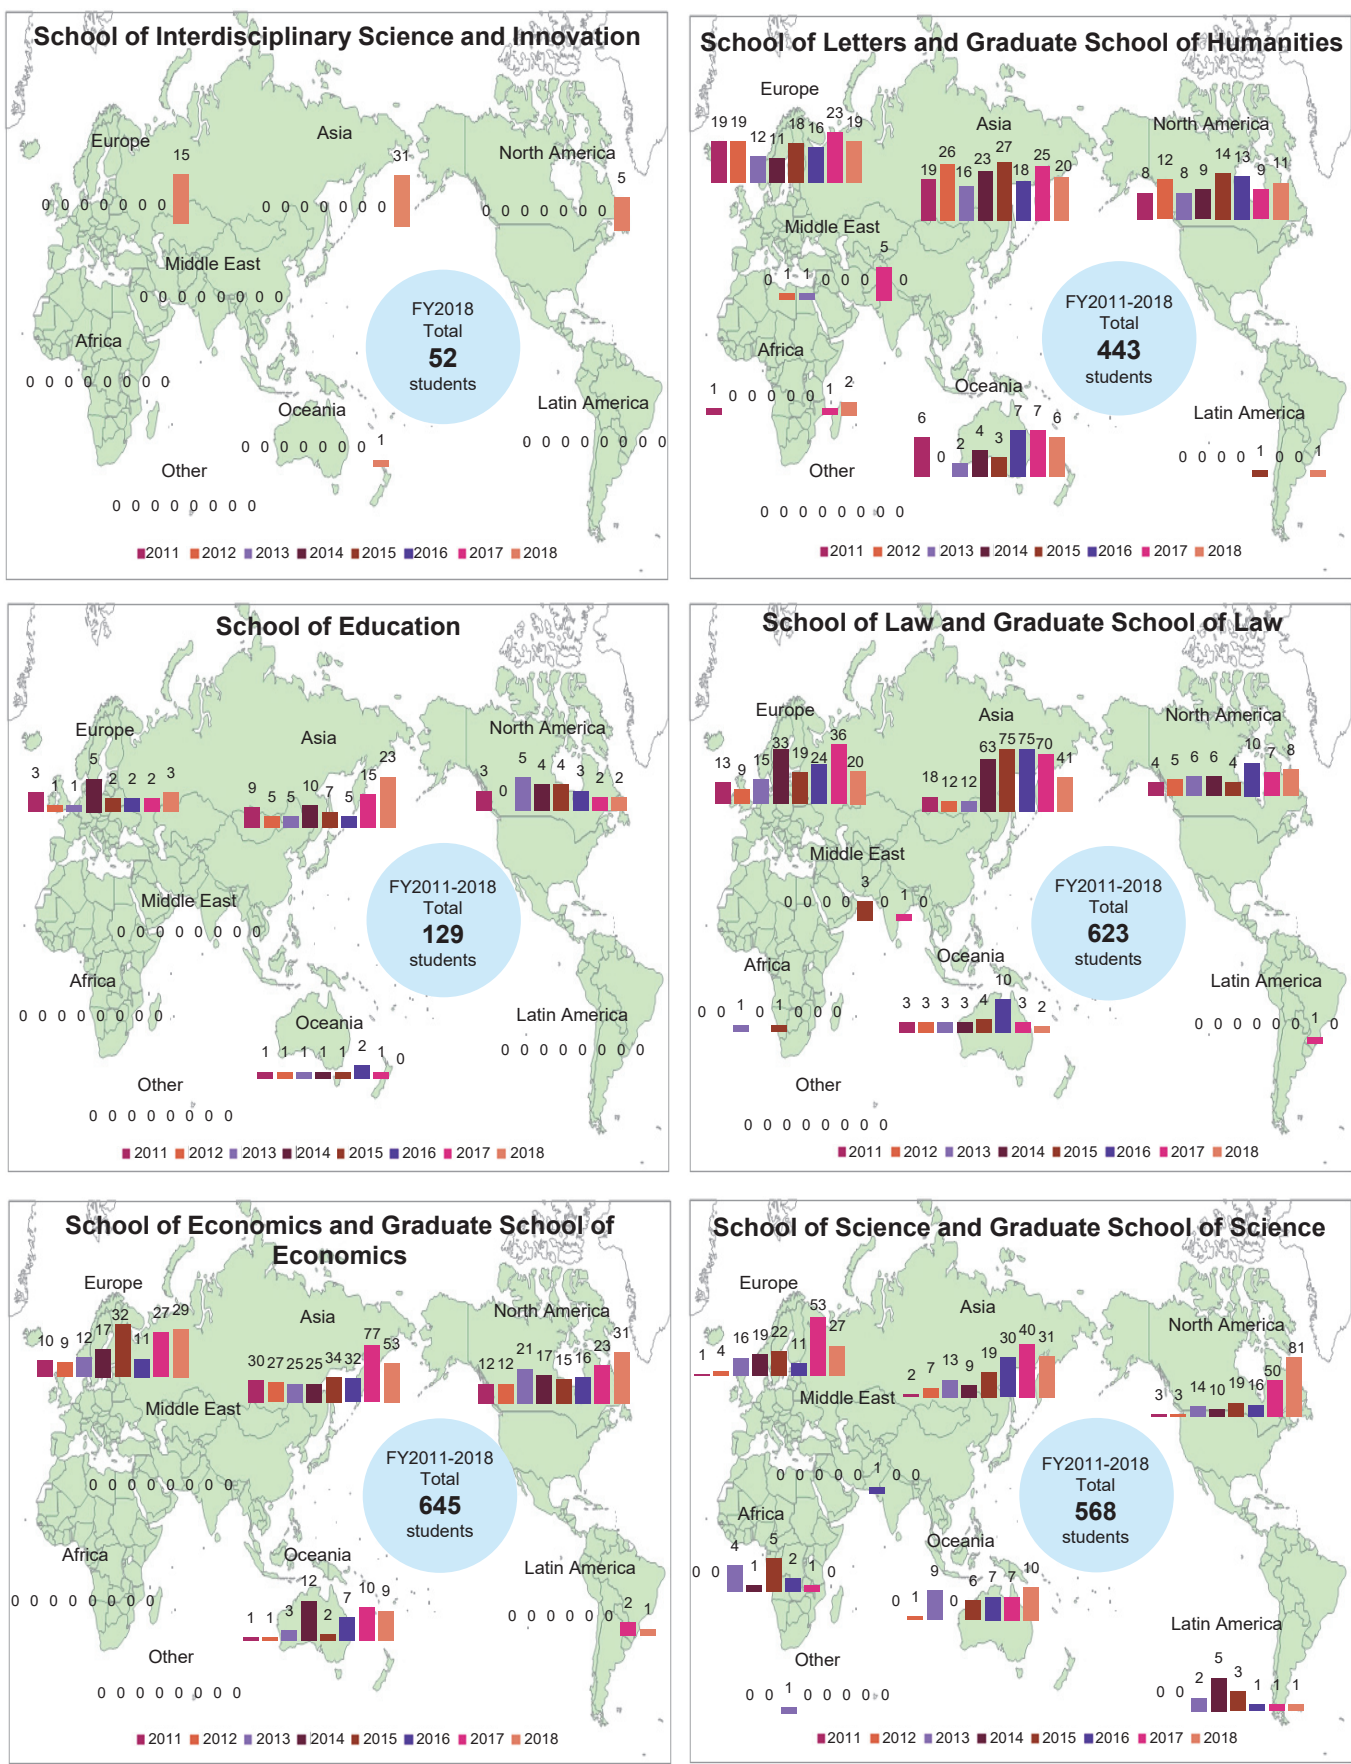 School of Interdisciplinary Science and Innovation
Europe
15
0 0 0 0 0 0 0
Asia
31
0 0 0 0 0 0 0
North America
5
0 0 0 0 0 0 0
Middle East
0 0 0 0 0 0 0 0
FY2018
Total
52
students
Africa
0 0 0 0 0 0 0 0
Oceania
0 0 0 0 0 0 0 1
Latin America
0 0 0 0 0 0 0 0
Other
0 0 0 0 0 0 0 0
2011 2012 2013 2014 2015 2016 2017 2018
School of Letters and Graduate School of Humanities
Europe
19 19 12 11 18 16 23 19
Asia
19 26 16 23 27 18 25 20
North America
8 12 8 9 14 13 9 11
Middle East
0 1 1 0 0 0 5 0
FY2011-2018
Total
443
students
Africa
1 0 0 0 0 0 1 2
Oceania
6 0 2 4 3 7 7 6
Latin America
0 0 0 0 1 0 0 1
Other
0 0 0 0 0 0 0 0
2011 2012 2013 2014 2015 2016 2017 2018
School of Education
Europe
3 1 1 5 2 2 2 3
Asia
9 5 5 10 7 5 15 23
North America
3 0 5 4 4 3 2 2
Middle East
0 0 0 0 0 0 0 0
FY2011-2018
Total
129
students
Africa
0 0 0 0 0 0 0 0
Oceania
1 1 1 1 1 2 1 0
Latin America
0 0 0 0 0 0 0 0
Other
0 0 0 0 0 0 0 0
2011 2012 2013 2014 2015 2016 2017 2018
School of Law and Graduate School of Law
Europe
13 9 15 33 19 24 36 20
Asia
18 12 12 63 75 75 70 41
North America
4 5 6 6 4 10 7 8
Middle East
0 0 0 0 3 0 1 0
FY2011-2018
Total
623
students
Africa
0 0 1 0 1 0 0 0
Oceania
3 3 3 3 4 10 3 2
Latin America
0 0 0 0 0 0 1 0
Other
0 0 0 0 0 0 0 0
2011 2012 2013 2014 2015 2016 2017 2018
School of Economics and Graduate School of
Economics
Europe
10 9 12 17 32 11 27 29
Asia
30 27 25 25 34 32 77 53
North America
12 12 21 17 15 16 23 31
Middle East
0 0 0 0 0 0 0 0
FY2011-2018
Total
645
students
Africa
0 0 0 0 0 0 0 0
Oceania
1 1 3 12 2 7 10 9
Latin America
0 0 0 0 0 0 2 1
Other
0 0 0 0 0 0 0 0
2011 2012 2013 2014 2015 2016 2017 2018
School of Science and Graduate School of Science
Europe
1 4 16 19 22 11 53 27
Asia
2 7 13 9 19 30 40 31
North America
3 3 14 10 19 16 50 81
Middle East
0 0 0 0 0 1 0 0
FY2011-2018
Total
568
students
Africa
0 0 4 1 5 2 1 0
Oceania
0 1 9 0 6 7 7 10
Latin America
0 0 2 5 3 1 1 1
Other
0 0 1 0 0 0 0 0
2011 2012 2013 2014 2015 2016 2017 2018